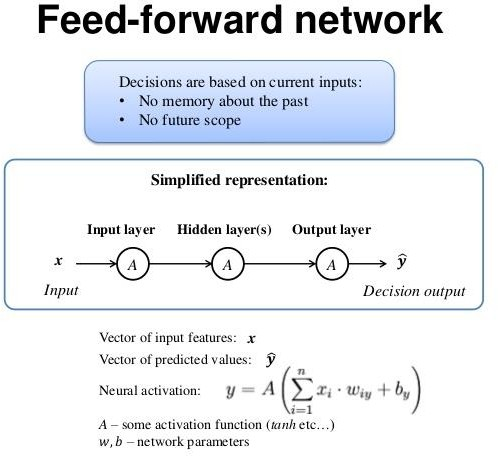 Feed-forward network
Decisions are based on current inputs:
• No memory about the past
• No future scope
Simplified representation:
Input layer Hidden layer(s) Output layer
x A A A ŷ
Input Decision output
Vector of input features: x
Vector of predicted values: ŷ
Neural activation: y = A(∑_{i=1}^{n} x_i · w_{iy} + b_y)
A – some activation function (tanh etc…)
w, b – network parameters